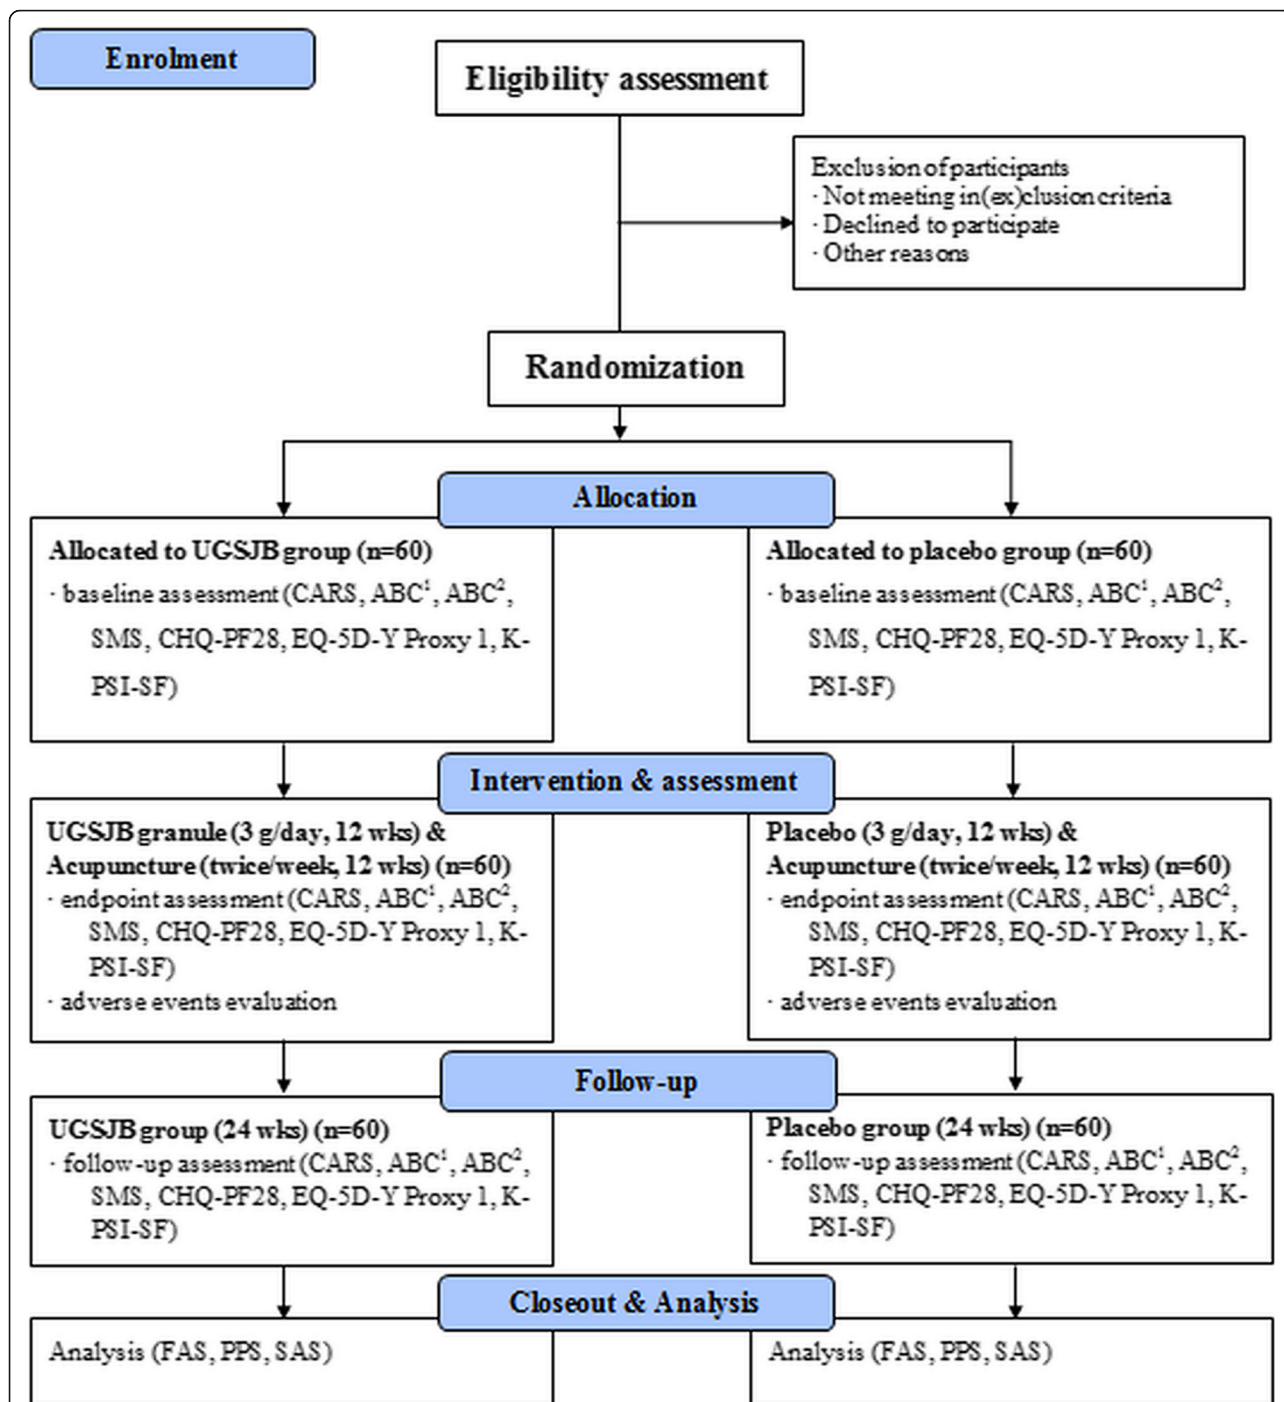 Enrolment
Eligibility assessment
Exclusion of participants
· Not meeting in(ex)clusion criteria
· Declined to participate
· Other reasons
Randomization
Allocation
Allocated to UGSJB group (n=60)
· baseline assessment (CARS, ABC¹, ABC²,
SMS, CHQ-PF28, EQ-5D-Y Proxy 1, K-
PSI-SF)
Allocated to placebo group (n=60)
· baseline assessment (CARS, ABC¹, ABC²,
SMS, CHQ-PF28, EQ-5D-Y Proxy 1, K-
PSI-SF)
Intervention & assessment
UGSJB granule (3 g/day, 12 wks) &
Acupuncture (twice/week, 12 wks) (n=60)
· endpoint assessment (CARS, ABC¹, ABC²,
SMS, CHQ-PF28, EQ-5D-Y Proxy 1, K-
PSI-SF)
· adverse events evaluation
Placebo (3 g/day, 12 wks) &
Acupuncture (twice/week, 12 wks) (n=60)
· endpoint assessment (CARS, ABC¹, ABC²,
SMS, CHQ-PF28, EQ-5D-Y Proxy 1, K-
PSI-SF)
· adverse events evaluation
Follow-up
UGSJB group (24 wks) (n=60)
· follow-up assessment (CARS, ABC¹, ABC²,
SMS, CHQ-PF28, EQ-5D-Y Proxy 1, K-
PSI-SF)
Placebo group (24 wks) (n=60)
· follow-up assessment (CARS, ABC¹, ABC²,
SMS, CHQ-PF28, EQ-5D-Y Proxy 1, K-
PSI-SF)
Closeout & Analysis
Analysis (FAS, PPS, SAS)
Analysis (FAS, PPS, SAS)